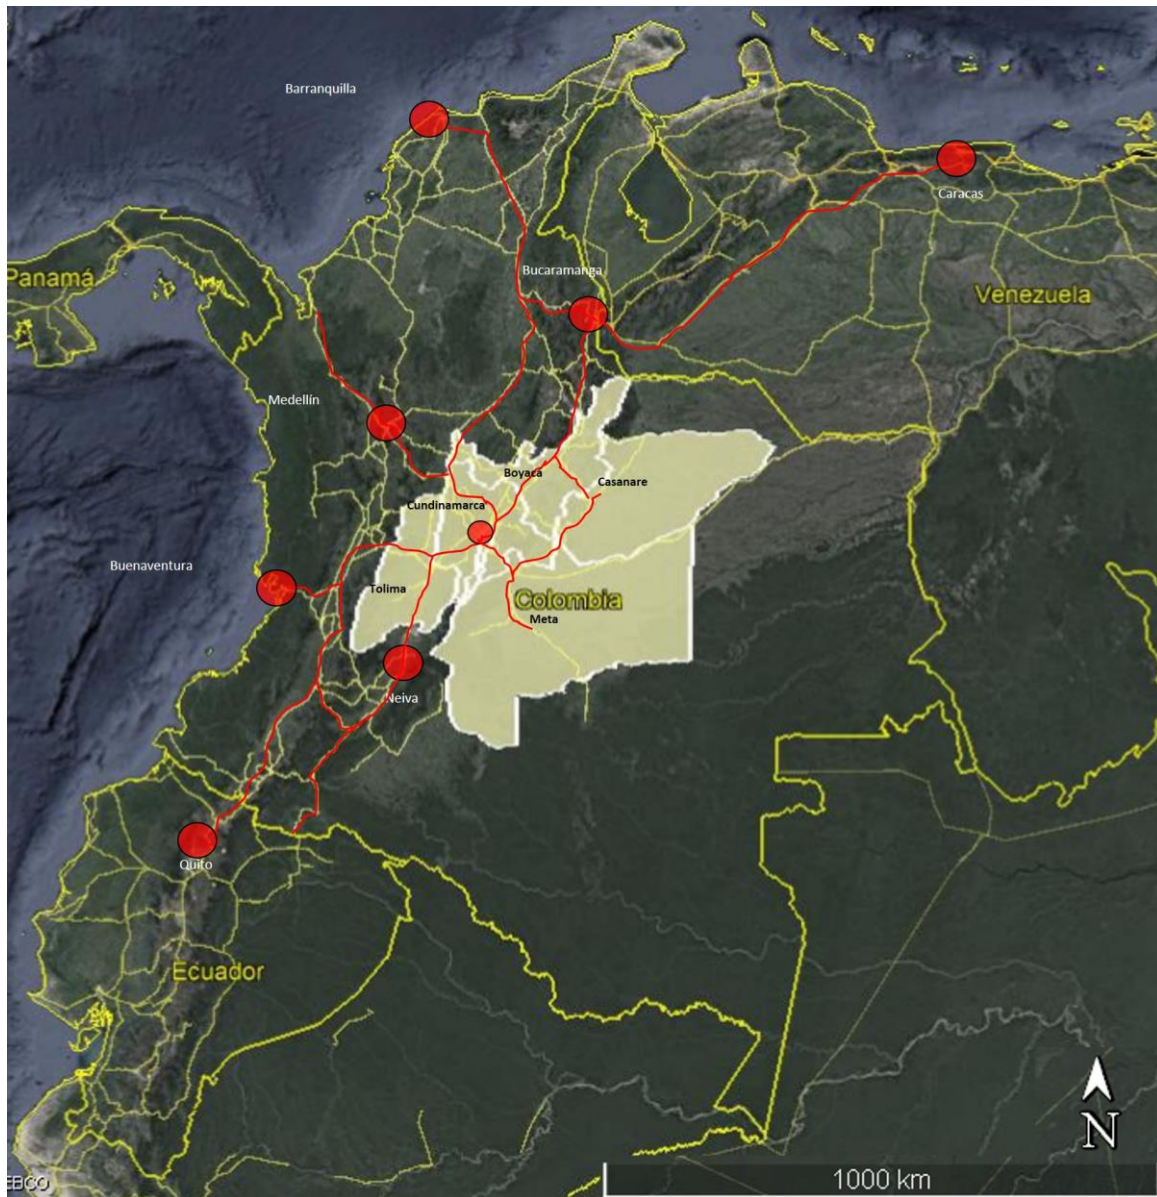 Barranquilla
Caracas
Panamá
Bucaramanga
Venezuela
Medellín
Boyacá
Casanare
Cundinamarca
Buenaventura
Tolima
Colombia
Meta
Neiva
Quito
Ecuador
N
1000 km
EBCO